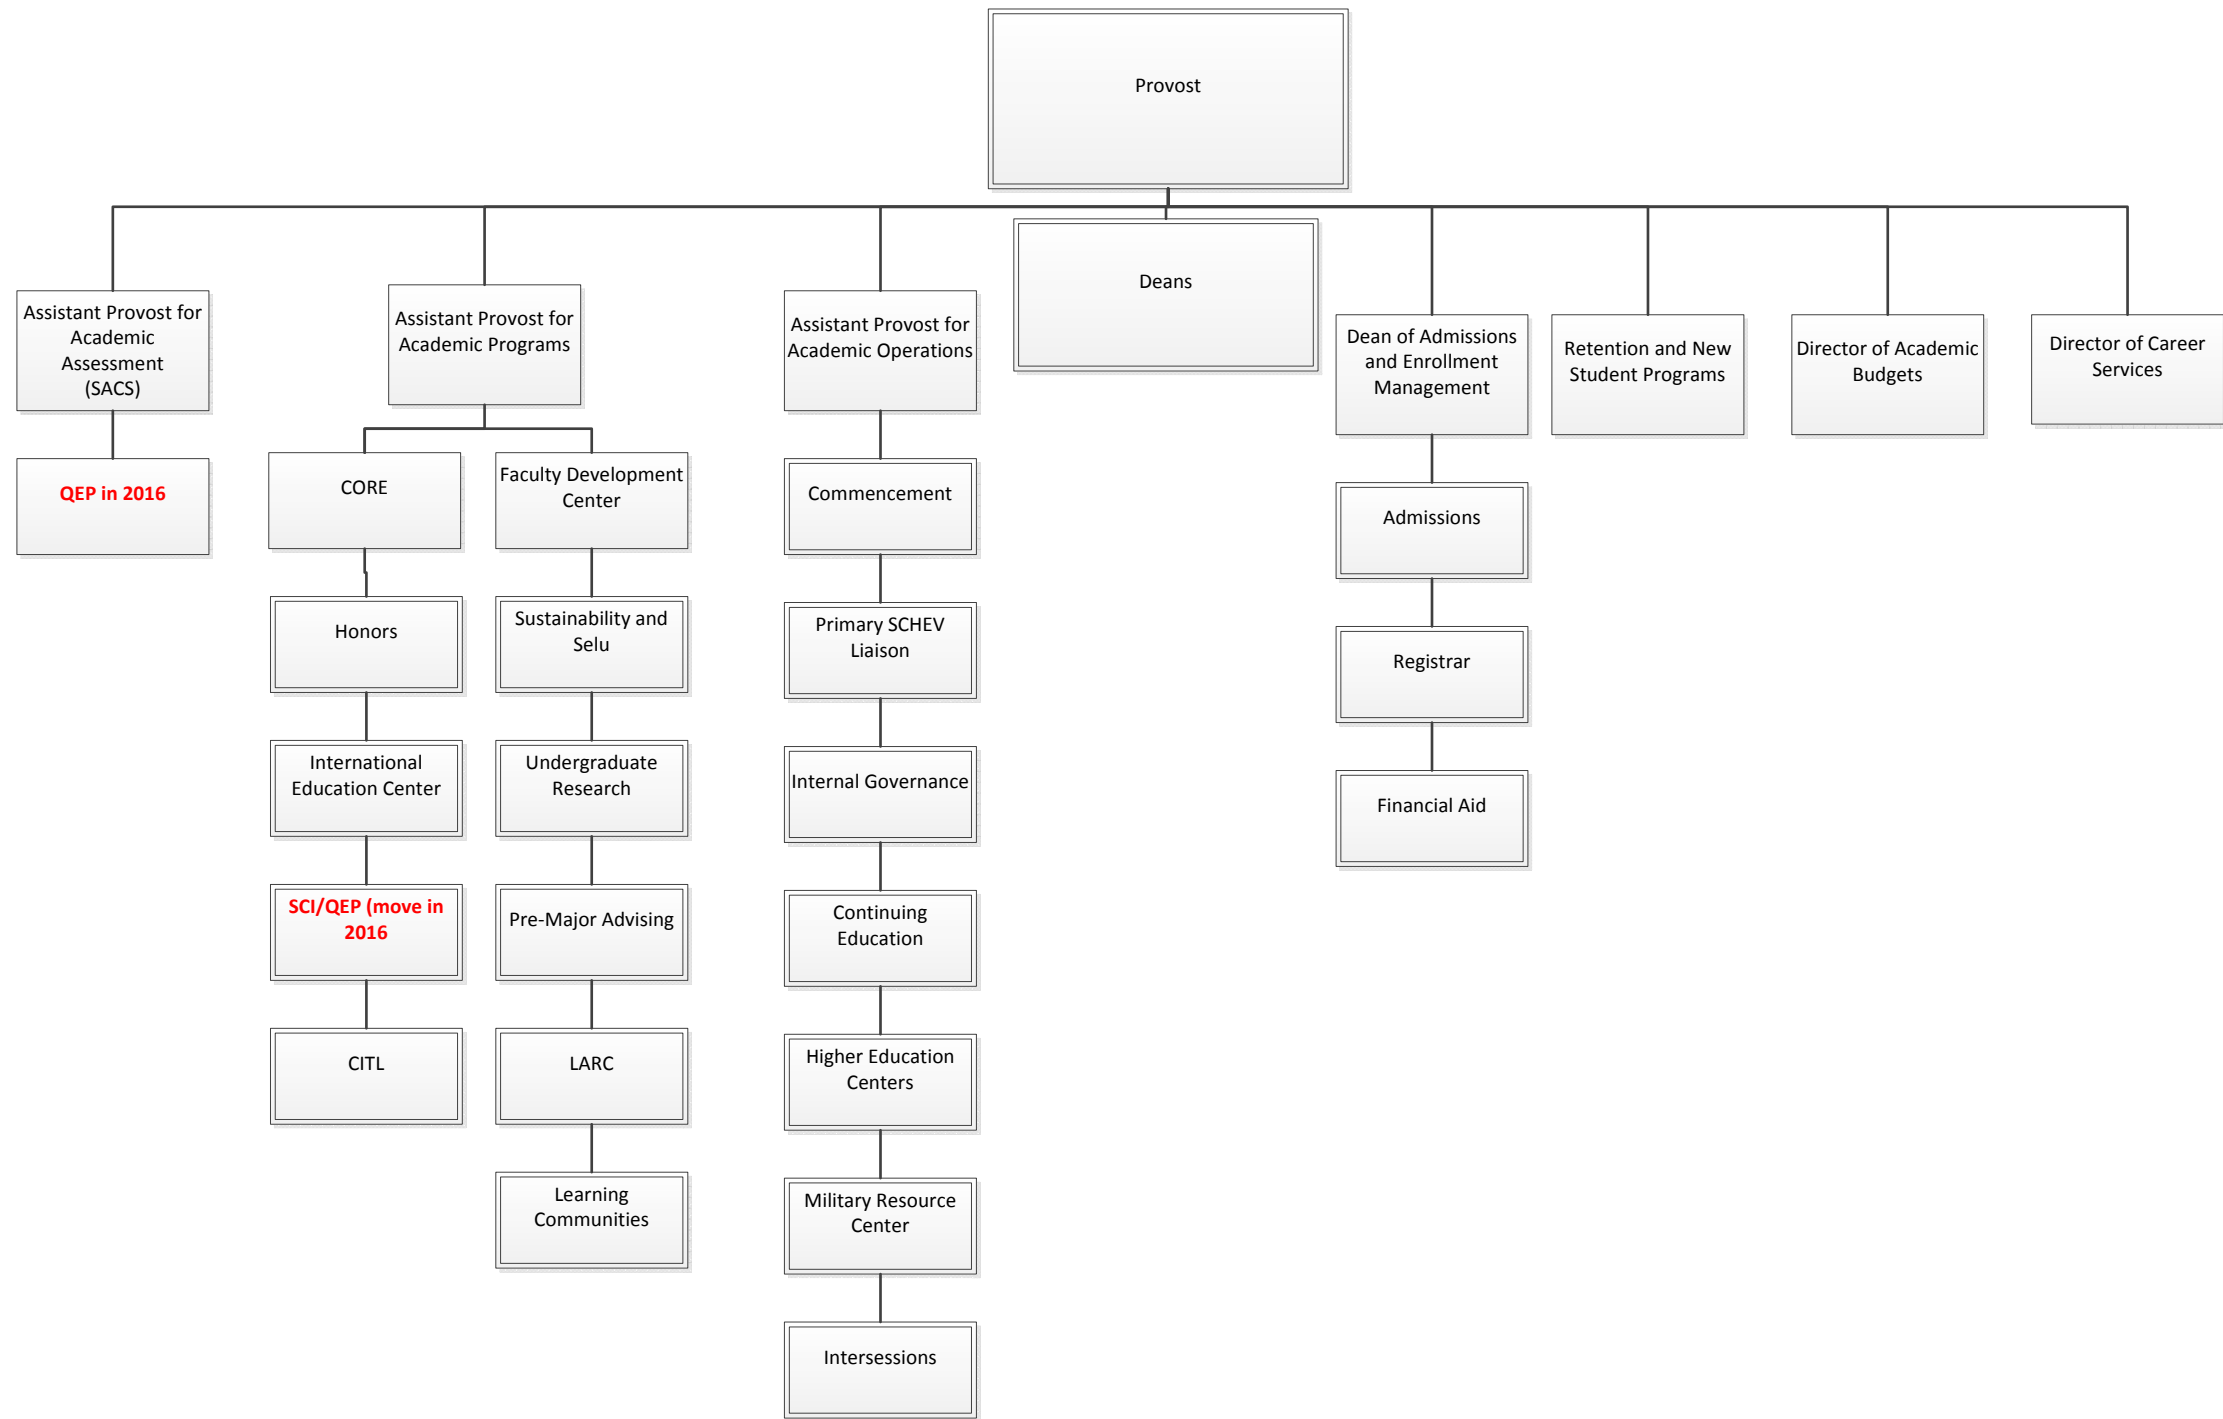 Provost
Deans
Assistant Provost for
Academic
Assessment
(SACS)
Assistant Provost for
Academic Programs
Assistant Provost for
Academic Operations
Dean of Admissions
and Enrollment
Management
Retention and New
Student Programs
Director of Academic
Budgets
Director of Career
Services
QEP in 2016
CORE
Faculty Development
Center
Commencement
Admissions
Honors
Sustainability and
Selu
Primary SCHEV
Liaison
Registrar
International
Education Center
Undergraduate
Research
Internal Governance
Financial Aid
SCI/QEP (move in
2016
Pre-Major Advising
Continuing
Education
CITL
LARC
Higher Education
Centers
Learning
Communities
Military Resource
Center
Intersessions